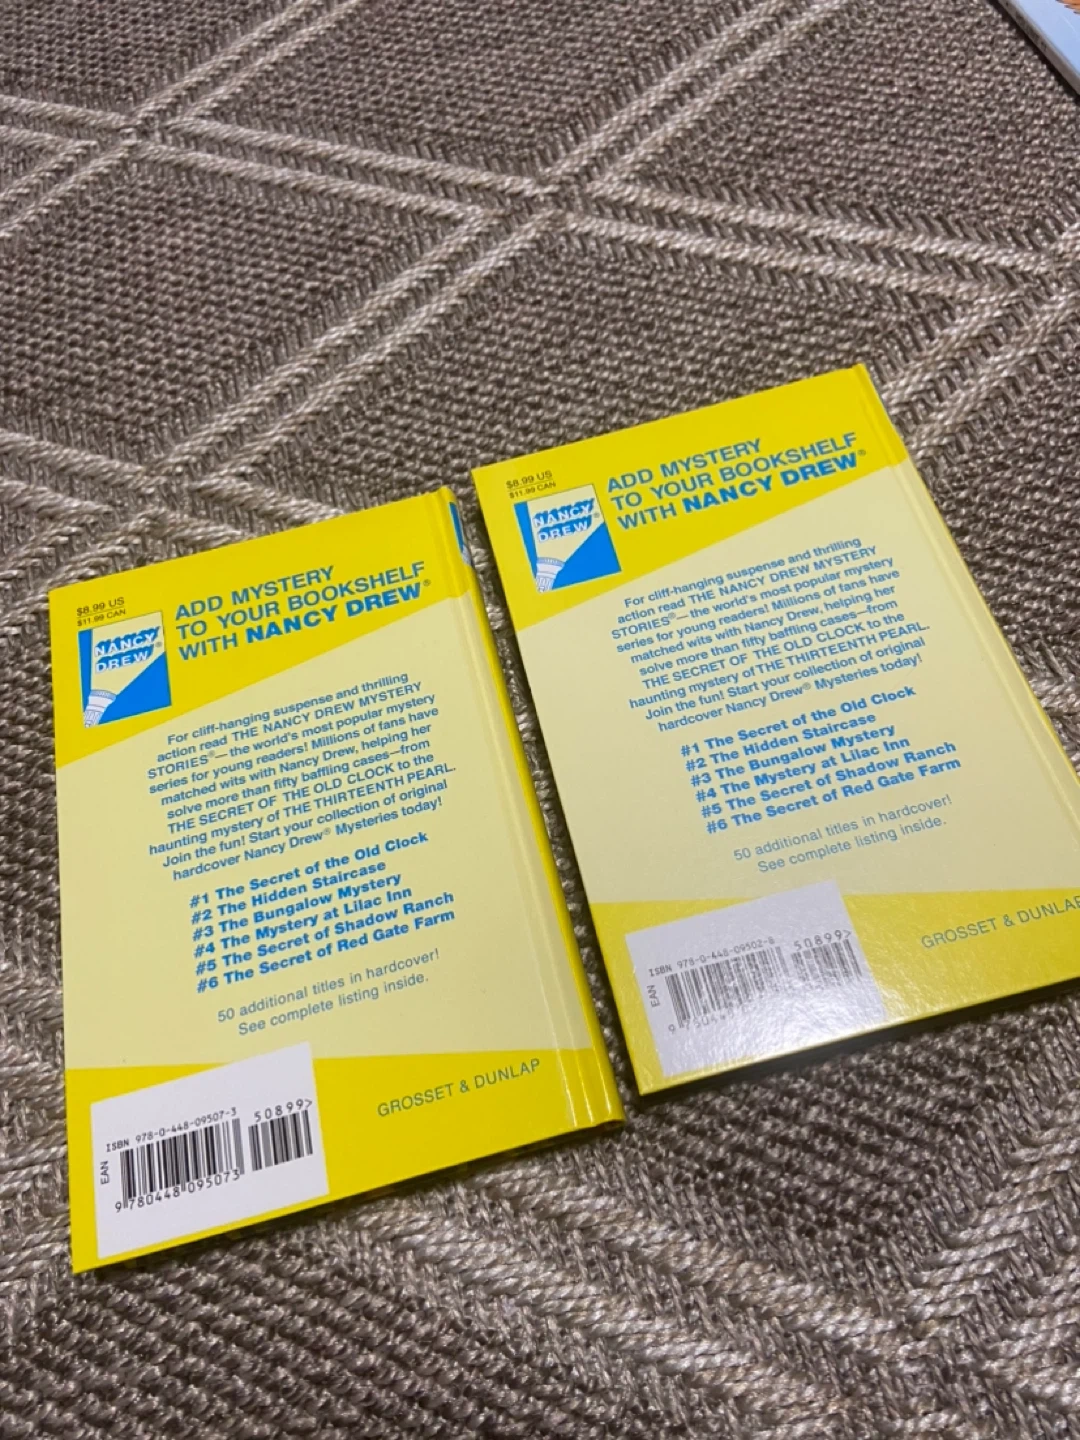 $8.99 US
$11.99 CAN
NANCY
DREW®
ADD MYSTERY
TO YOUR BOOKSHELF
WITH NANCY DREW®
For cliff-hanging suspense and thrilling
action read THE NANCY DREW MYSTERY
STORIES®—the world's most popular mystery
series for young readers! Millions of fans have
matched wits with Nancy Drew, helping her
solve more than fifty baffling cases—from
THE SECRET OF THE OLD CLOCK to the
haunting mystery of THE THIRTEENTH PEARL.
Join the fun! Start your collection of original
hardcover Nancy Drew® Mysteries today!
#1 The Secret of the Old Clock
#2 The Hidden Staircase
#3 The Bungalow Mystery
#4 The Mystery at Lilac Inn
#5 The Secret of Shadow Ranch
#6 The Secret of Red Gate Farm
50 additional titles in hardcover!
See complete listing inside.
GROSSET & DUNLAP
ISBN 978-0-448-09507-3
50899>
EAN
9 780448 095073
$8.99 US
$11.99 CAN
NANCY
DREW®
ADD MYSTERY
TO YOUR BOOKSHELF
WITH NANCY DREW®
For cliff-hanging suspense and thrilling
action read THE NANCY DREW MYSTERY
STORIES®—the world's most popular mystery
series for young readers! Millions of fans have
matched wits with Nancy Drew, helping her
solve more than fifty baffling cases—from
THE SECRET OF THE OLD CLOCK to the
haunting mystery of THE THIRTEENTH PEARL.
Join the fun! Start your collection of original
hardcover Nancy Drew® Mysteries today!
#1 The Secret of the Old Clock
#2 The Hidden Staircase
#3 The Bungalow Mystery
#4 The Mystery at Lilac Inn
#5 The Secret of Shadow Ranch
#6 The Secret of Red Gate Farm
50 additional titles in hardcover!
See complete listing inside.
GROSSET & DUNLAP
ISBN 978-0-448-09502-8
50899>
EAN